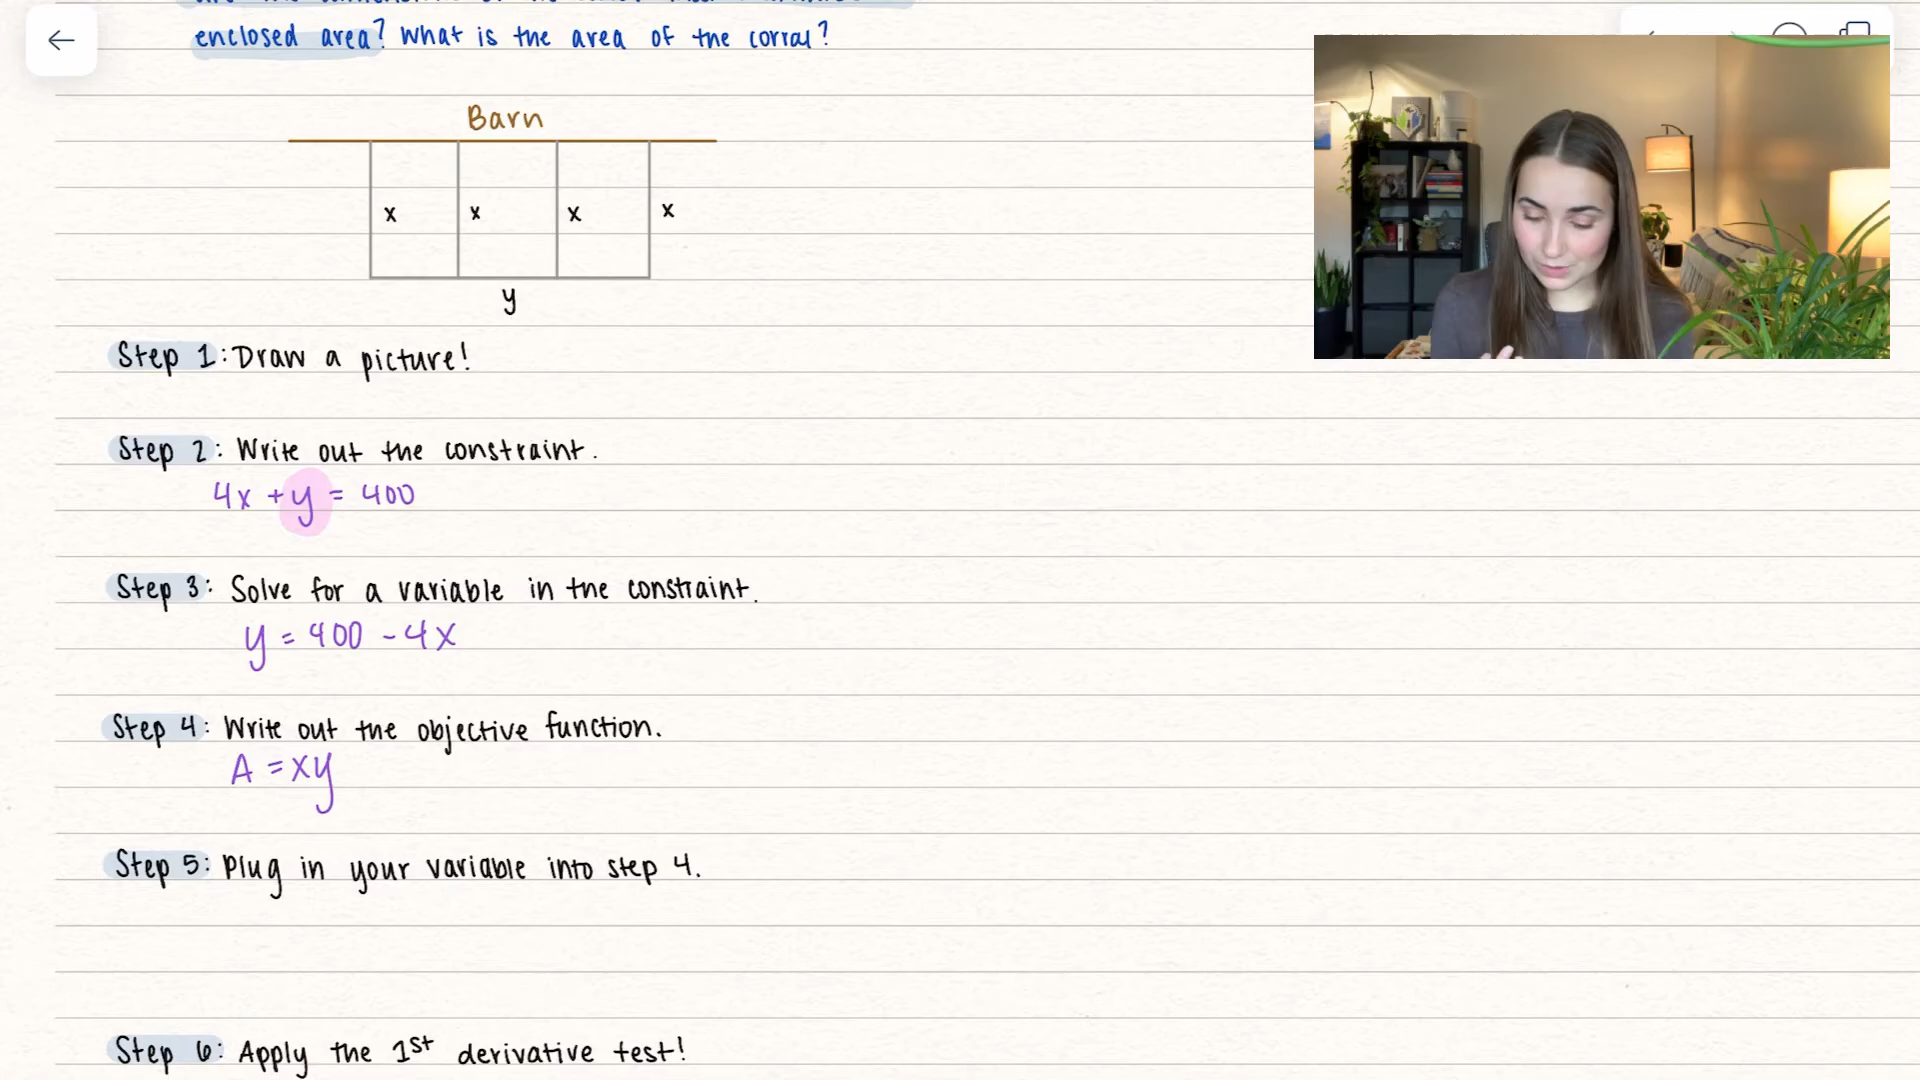 enclosed area? What is the area of the corral?
Barn
x x x x
y
Step 1: Draw a picture!
Step 2: Write out the constraint.
4x + y = 400
Step 3: Solve for a variable in the constraint.
y = 400 - 4x
Step 4: Write out the objective function.
A = xy
Step 5: Plug in your variable into step 4.
Step 6: Apply the 1st derivative test!